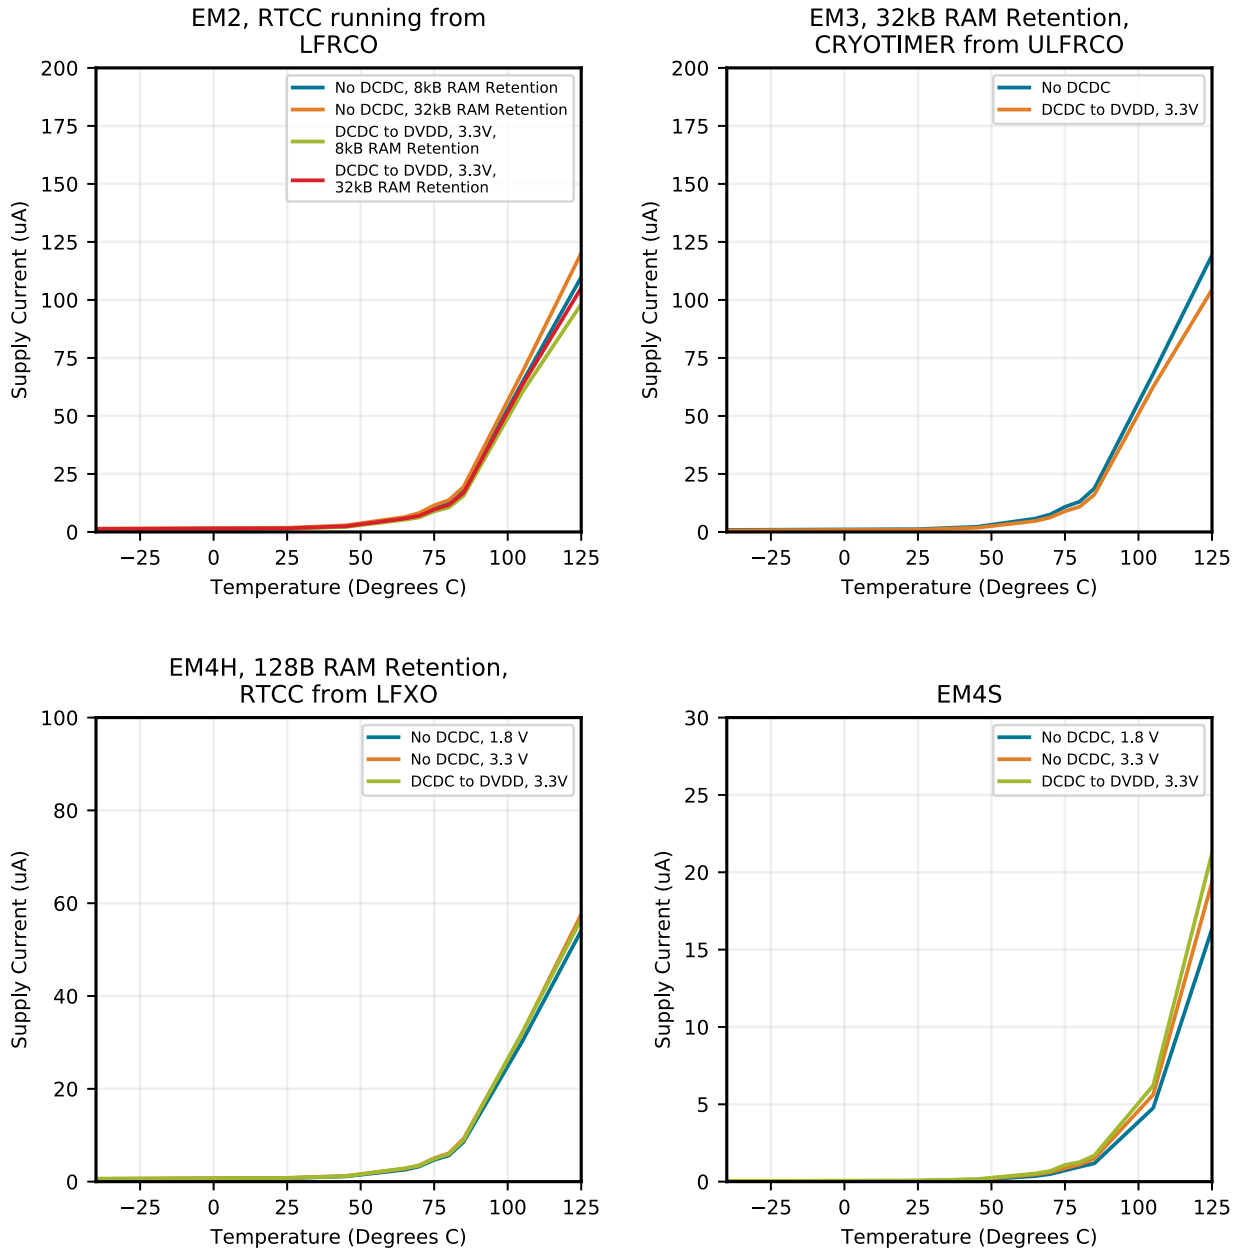 EM2, RTCC running from
LFRCO
200
175
150
125
100
75
50
25
0
Supply Current (uA)
No DCDC, 8kB RAM Retention
No DCDC, 32kB RAM Retention
DCDC to DVDD, 3.3V,
8kB RAM Retention
DCDC to DVDD, 3.3V,
32kB RAM Retention
−25 0 25 50 75 100 125
Temperature (Degrees C)
EM3, 32kB RAM Retention,
CRYOTIMER from ULFRCO
200
175
150
125
100
75
50
25
0
Supply Current (uA)
No DCDC
DCDC to DVDD, 3.3V
−25 0 25 50 75 100 125
Temperature (Degrees C)
EM4H, 128B RAM Retention,
RTCC from LFXO
100
80
60
40
20
0
Supply Current (uA)
No DCDC, 1.8 V
No DCDC, 3.3 V
DCDC to DVDD, 3.3V
−25 0 25 50 75 100 125
Temperature (Degrees C)
EM4S
30
25
20
15
10
5
0
Supply Current (uA)
No DCDC, 1.8 V
No DCDC, 3.3 V
DCDC to DVDD, 3.3V
−25 0 25 50 75 100 125
Temperature (Degrees C)